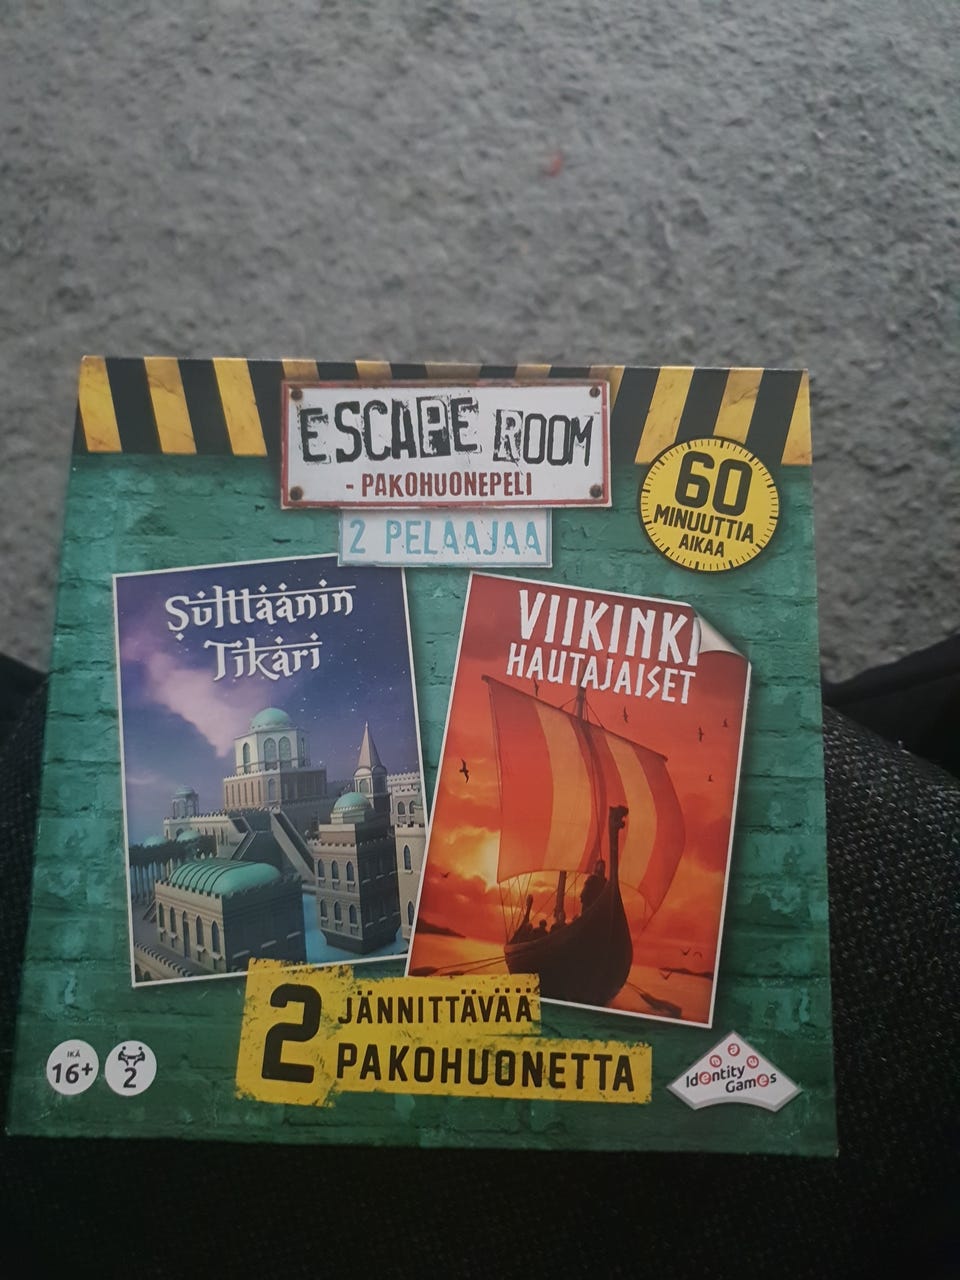 ESCAPE ROOM
- PAKOHUONEPELI
2 PELAAJAA
60
MINUUTTIA
AIKAA
Sulttaanin
Tikari
VIIKINKI
HAUTAJAISET
2 JÄNNITTÄVÄÄ
PAKOHUONETTA
IKÄ
16+
2
Identity
Games